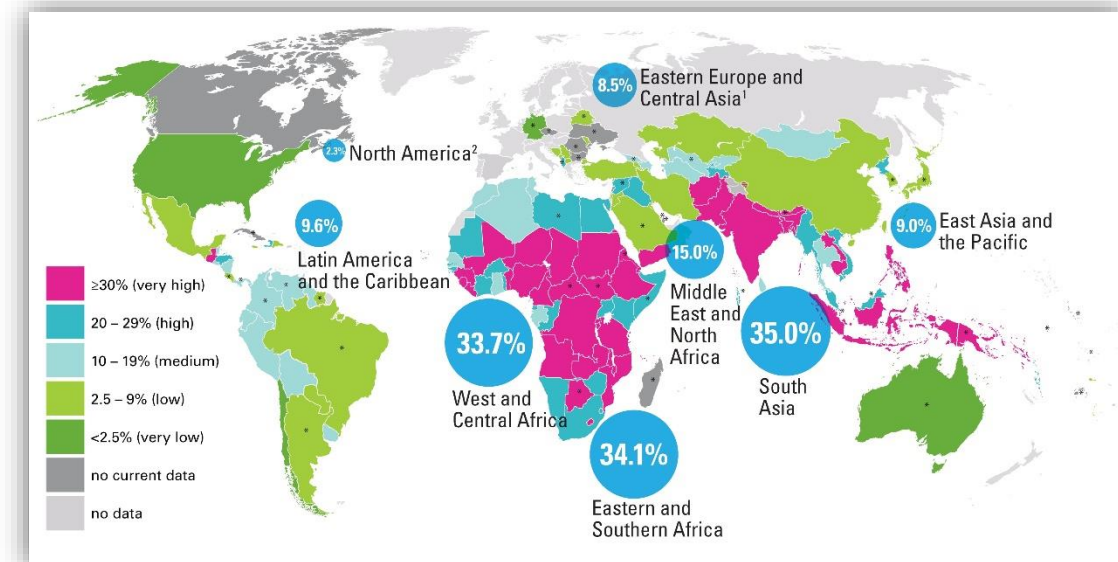 8.5%
Eastern Europe and
Central Asia¹
2.3%
North America²
9.6%
Latin America
and the Caribbean
9.0%
East Asia and
the Pacific
15.0%
Middle
East and
North
Africa
33.7%
West and
Central Africa
35.0%
South
Asia
34.1%
Eastern and
Southern Africa
≥30% (very high)
20 – 29% (high)
10 – 19% (medium)
2.5 – 9% (low)
<2.5% (very low)
no current data
no data